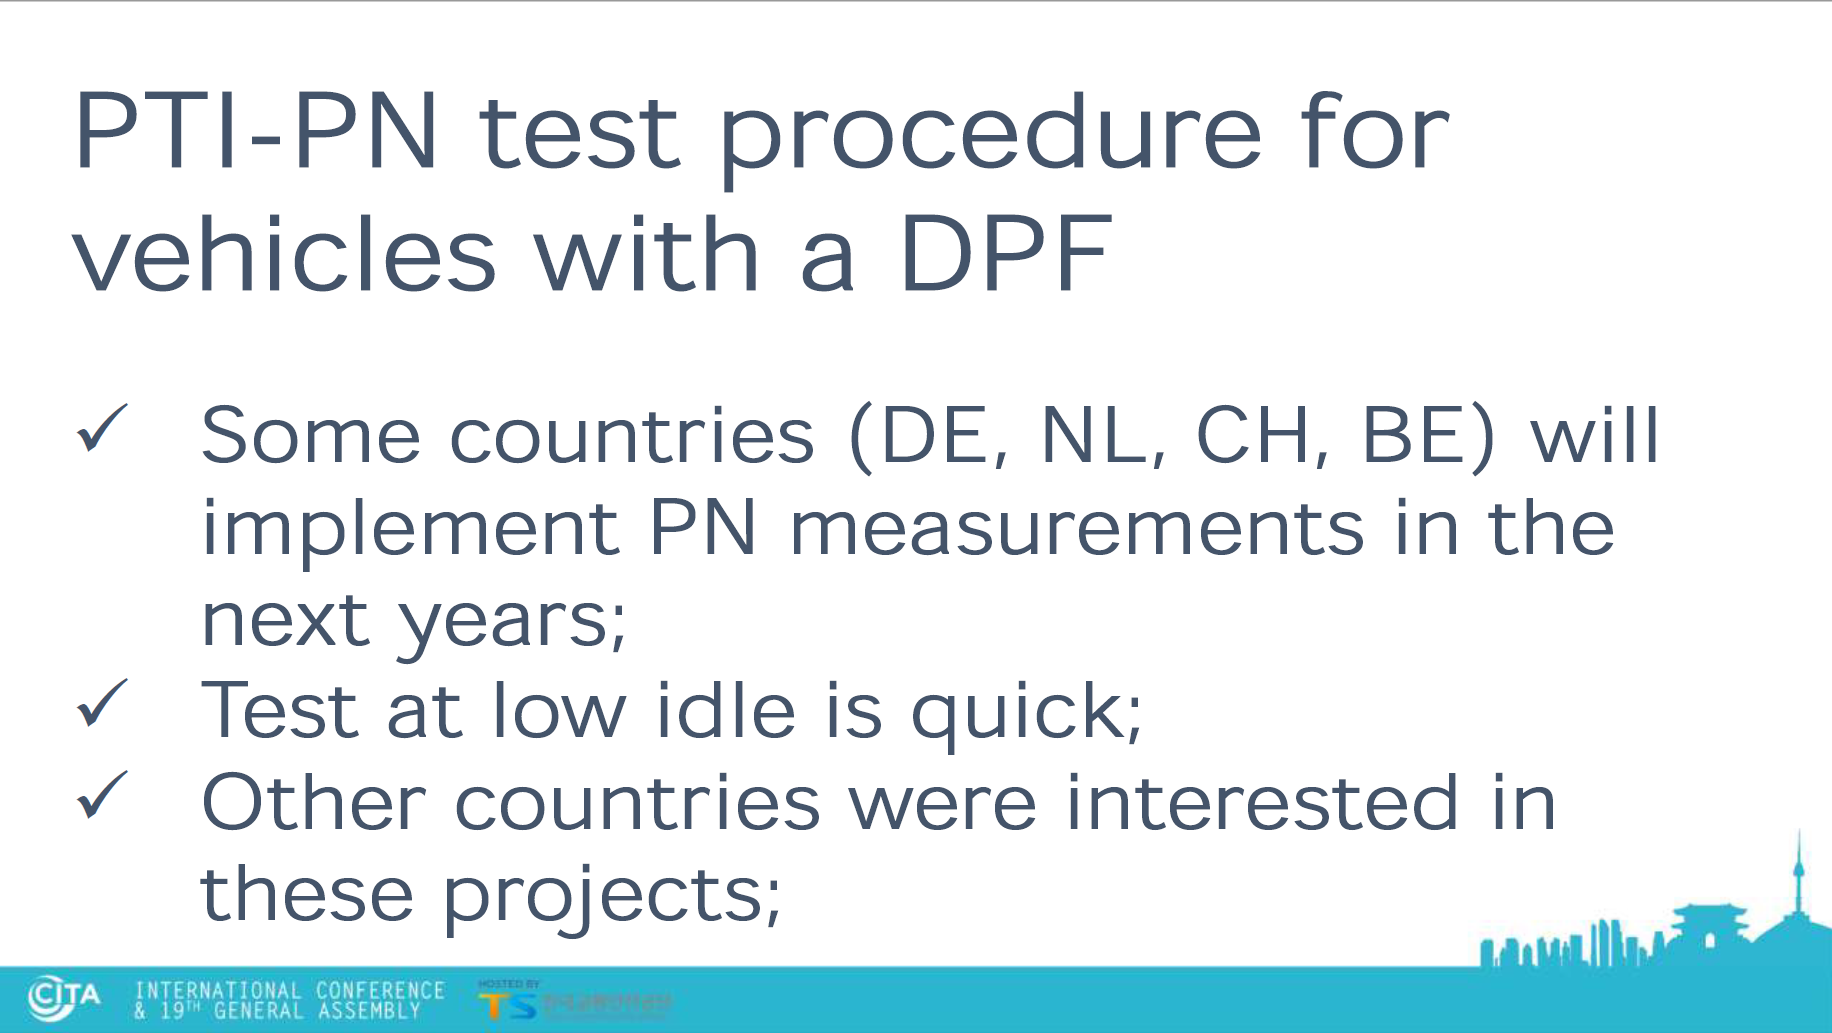 PTI-PN test procedure for
vehicles with a DPF
✓ Some countries (DE, NL, CH, BE) will
implement PN measurements in the
next years;
✓ Test at low idle is quick;
✓ Other countries were interested in
these projects;
CITA
INTERNATIONAL CONFERENCE
& 19TH GENERAL ASSEMBLY
HOSTED BY
TS